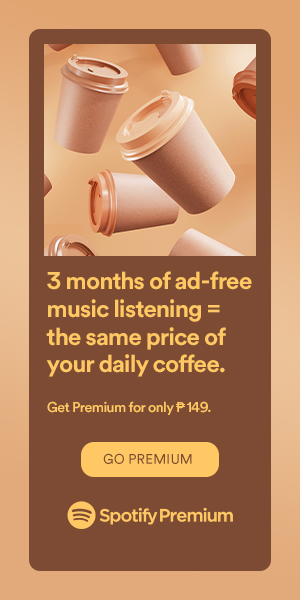 3 months of ad-free
music listening =
the same price of
your daily coffee.
Get Premium for only ₱149.
GO PREMIUM
Spotify Premium